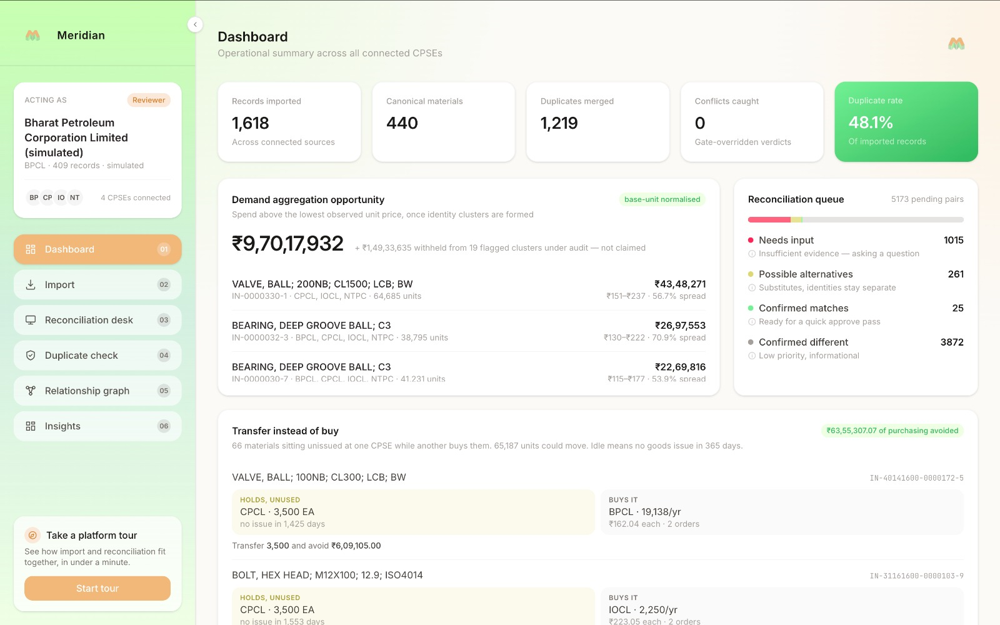 Meridian
ACTING AS
Reviewer
Bharat Petroleum
Corporation Limited
(simulated)
BPCL · 409 records · simulated
BP CP IO NT
4 CPSEs connected
Dashboard 01
Import 02
Reconciliation desk 03
Duplicate check 04
Relationship graph 05
Insights 06
Take a platform tour
See how import and reconciliation fit
together, in under a minute.
Start tour
Dashboard
Operational summary across all connected CPSEs
Records imported
1,618
Across connected sources
Canonical materials
440
Duplicates merged
1,219
Conflicts caught
0
Gate-overridden verdicts
Duplicate rate
48.1%
Of imported records
Demand aggregation opportunity
base-unit normalised
Spend above the lowest observed unit price, once identity clusters are formed
₹9,70,17,932
+ ₹1,49,33,635 withheld from 19 flagged clusters under audit — not claimed
VALVE, BALL; 200NB; CL1500; LCB; BW
₹43,48,271
IN-0000330-1 · CPCL, IOCL, NTPC · 64,685 units
₹151–₹237 · 56.7% spread
BEARING, DEEP GROOVE BALL; C3
₹26,97,553
IN-0000032-3 · BPCL, CPCL, IOCL, NTPC · 38,795 units
₹130–₹222 · 70.9% spread
BEARING, DEEP GROOVE BALL; C3
₹22,69,816
IN-0000030-7 · BPCL, CPCL, IOCL, NTPC · 41,231 units
₹115–₹177 · 53.9% spread
Reconciliation queue
5173 pending pairs
Needs input 1015
Insufficient evidence — asking a question
Possible alternatives 261
Substitutes, identities stay separate
Confirmed matches 25
Ready for a quick approve pass
Confirmed different 3872
Low priority, informational
Transfer instead of buy
₹63,55,307.07 of purchasing avoided
66 materials sitting unissued at one CPSE while another buys them. 65,187 units could move. Idle means no goods issue in 365 days.
VALVE, BALL; 100NB; CL300; LCB; BW
IN-40141600-0000172-5
HOLDS, UNUSED
CPCL · 3,500 EA
no issue in 1,425 days
BUYS IT
BPCL · 19,138/yr
₹162.04 each · 2 orders
Transfer 3,500 and avoid ₹6,09,105.00
BOLT, HEX HEAD; M12X100; 12.9; ISO4014
IN-31161600-0000103-9
HOLDS, UNUSED
CPCL · 3,500 EA
no issue in 1,553 days
BUYS IT
IOCL · 2,250/yr
₹223.05 each · 2 orders